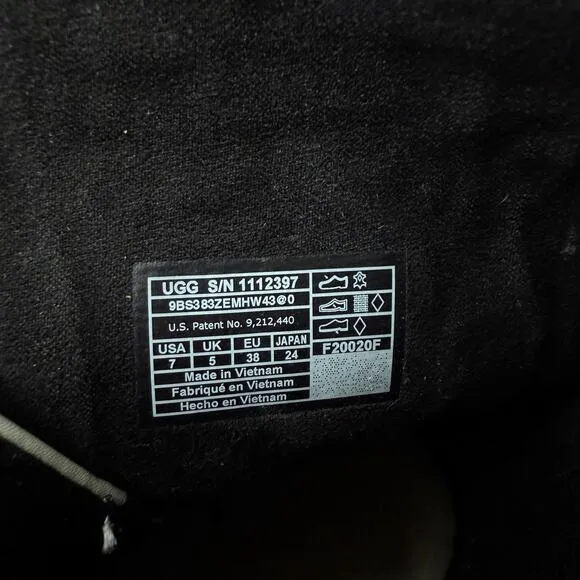 UGG S/N 1112397
9BS383ZEMHW43@0
U.S. Patent No. 9,212,440
USA UK EU JAPAN
7 5 38 24
Made in Vietnam
Fabriqué en Vietnam
Hecho en Vietnam
F20020F